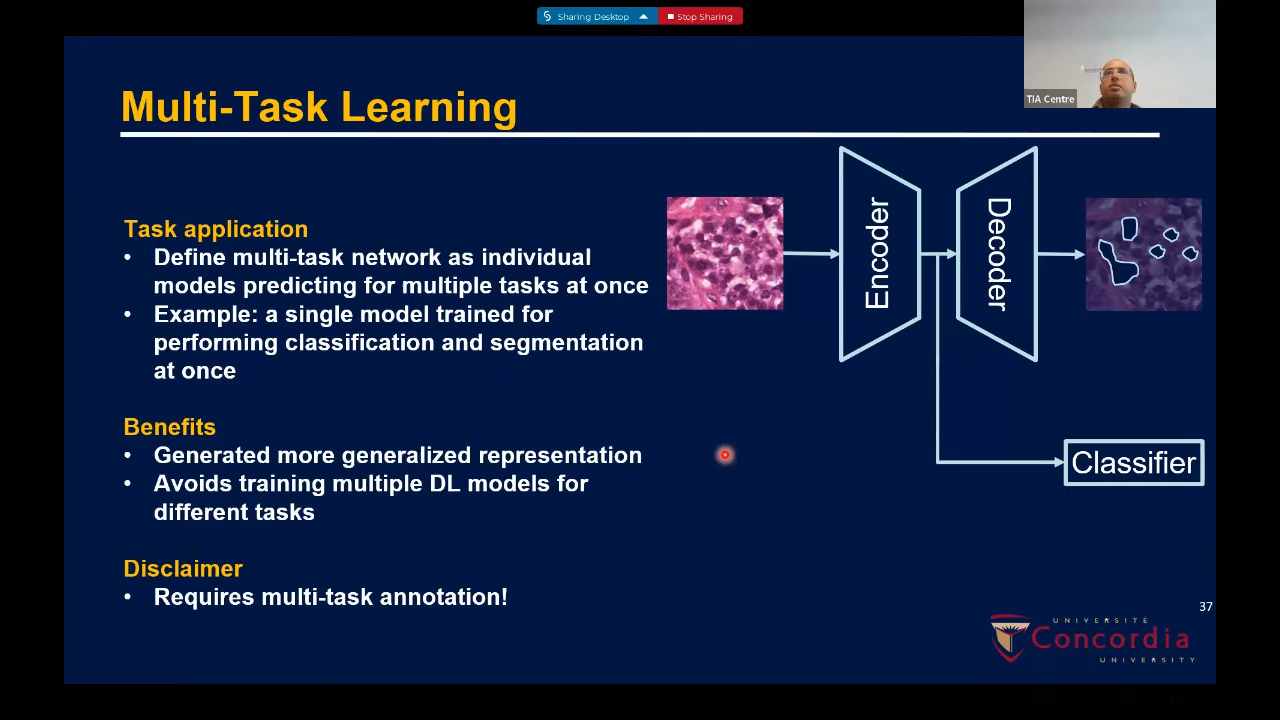 Sharing Desktop
Stop Sharing
TIA Centre
Multi-Task Learning
Task application
• Define multi-task network as individual
models predicting for multiple tasks at once
• Example: a single model trained for
performing classification and segmentation
at once
Benefits
• Generated more generalized representation
• Avoids training multiple DL models for
different tasks
Disclaimer
• Requires multi-task annotation!
Encoder
Decoder
Classifier
37
UNIVERSITÉ
Concordia
UNIVERSITY